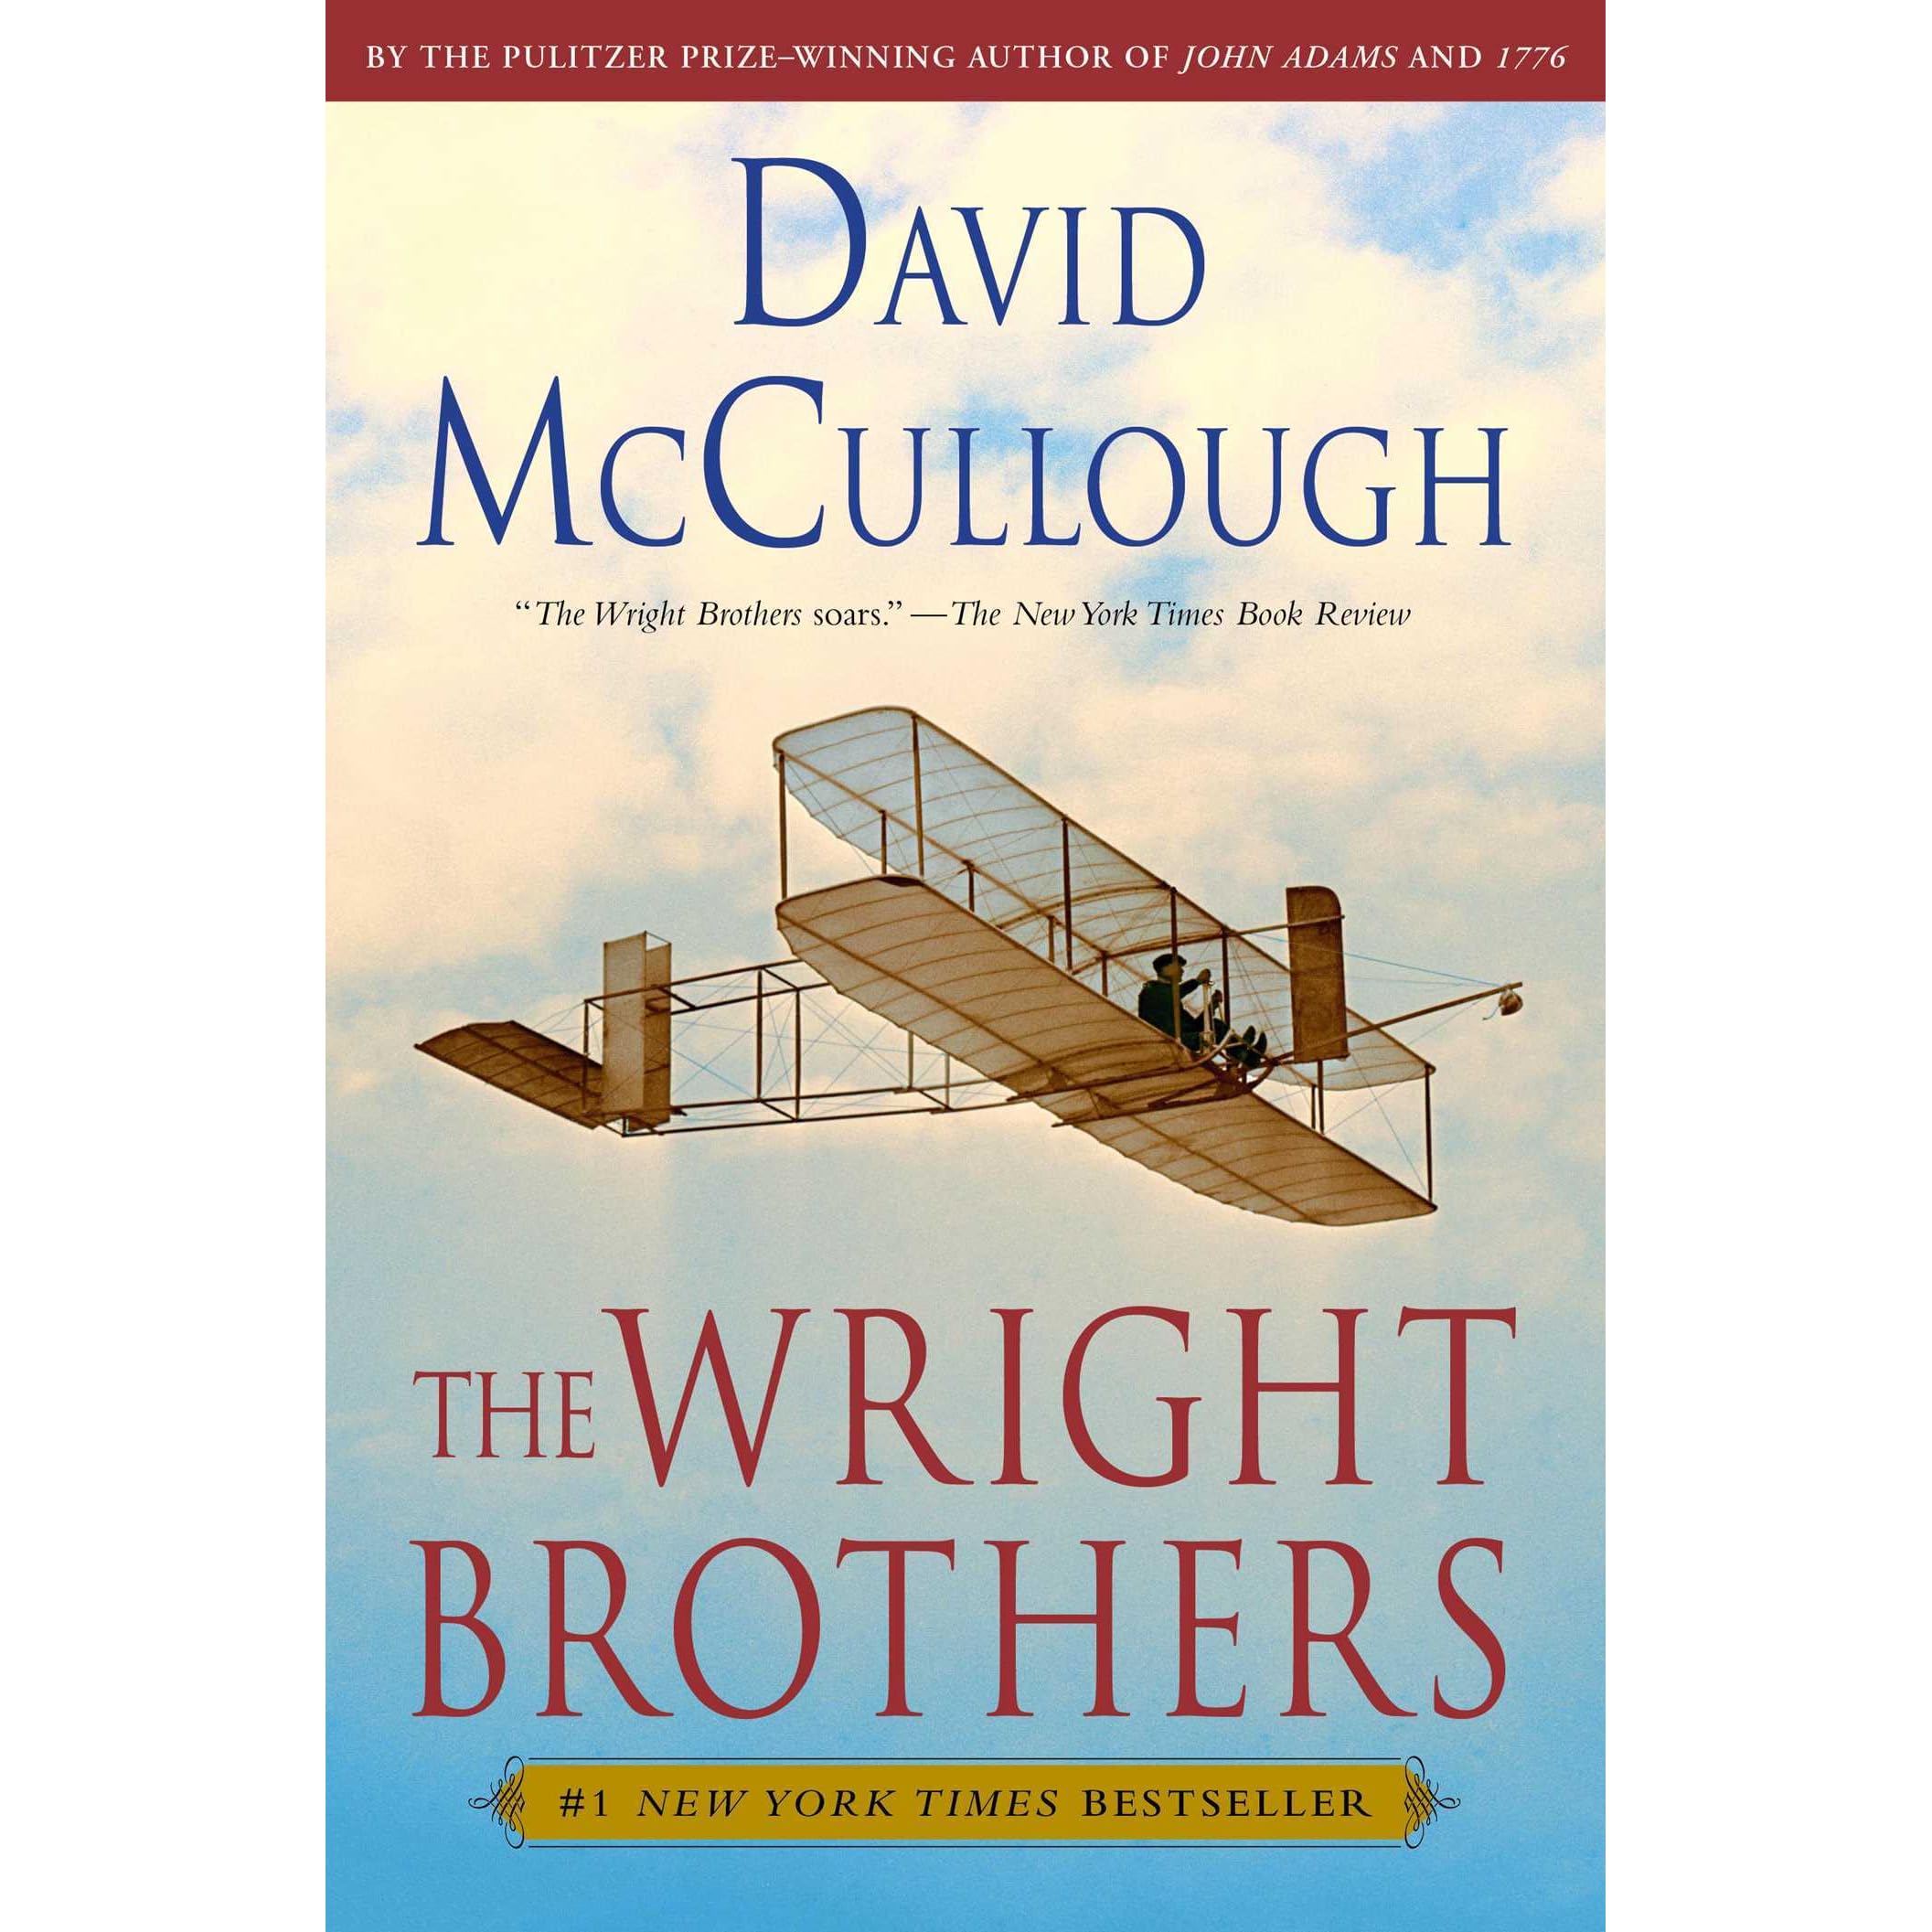 BY THE PULITZER PRIZE–WINNING AUTHOR OF JOHN ADAMS AND 1776
DAVID
MCCULLOUGH
“The Wright Brothers soars.” —The New York Times Book Review
THE WRIGHT
BROTHERS
#1 NEW YORK TIMES BESTSELLER